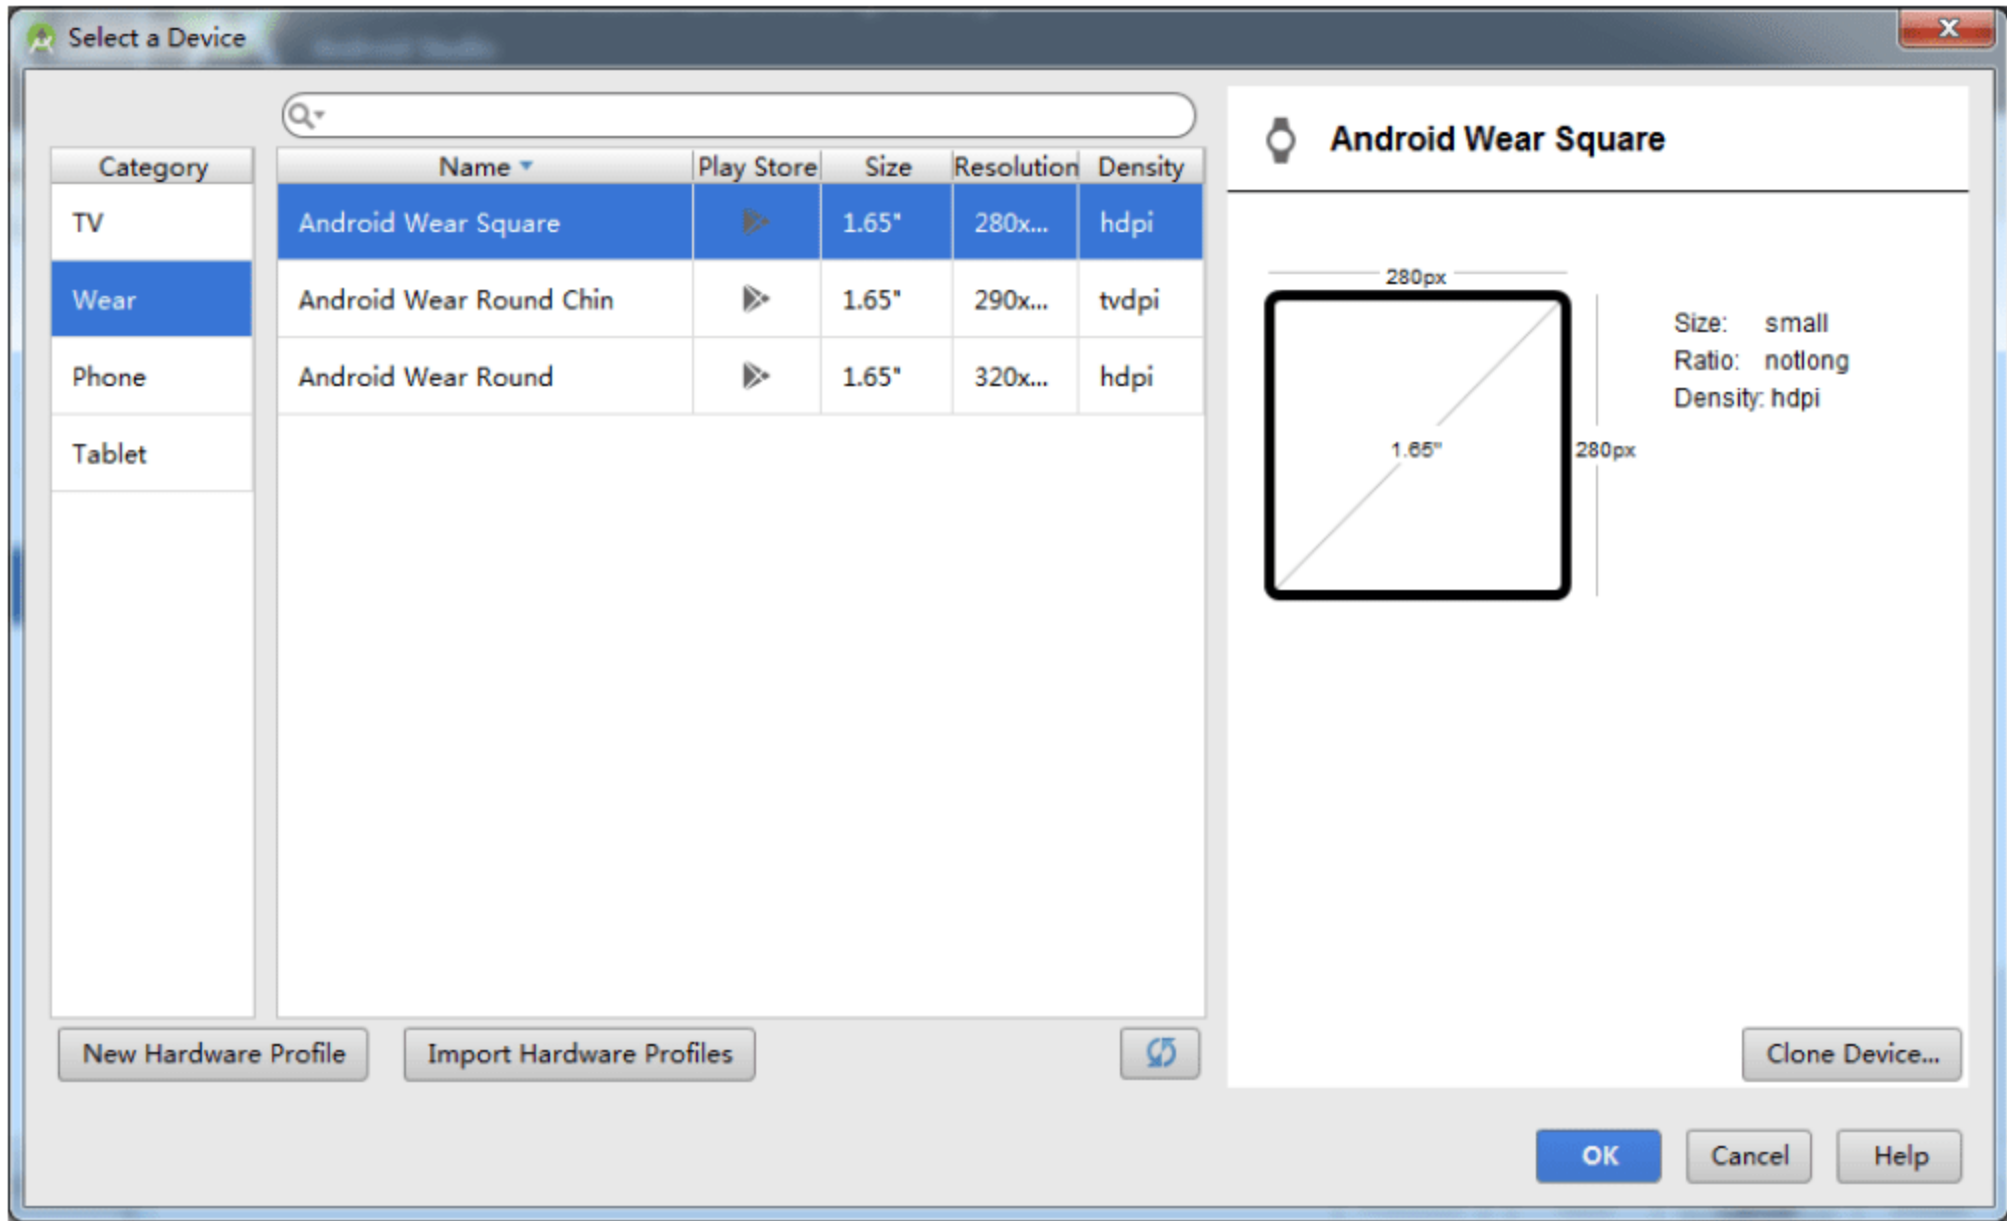 Select a Device
Category
TV
Wear
Phone
Tablet
Name Play Store Size Resolution Density
Android Wear Square 1.65" 280x... hdpi
Android Wear Round Chin 1.65" 290x... tvdpi
Android Wear Round 1.65" 320x... hdpi
New Hardware Profile
Import Hardware Profiles
Android Wear Square
280px
1.65"
280px
Size: small
Ratio: notlong
Density: hdpi
Clone Device...
OK
Cancel
Help